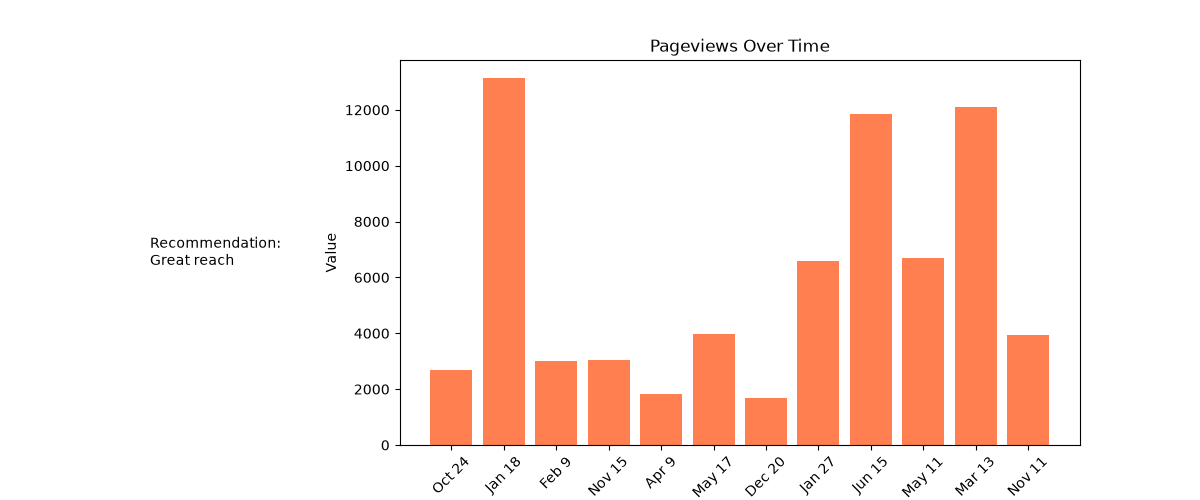 Pageviews Over Time
Recommendation:
Great reach
Value
12000
10000
8000
6000
4000
2000
0
Oct 24
Jan 18
Feb 9
Nov 15
Apr 9
May 17
Dec 20
Jan 27
Jun 15
May 11
Mar 13
Nov 11